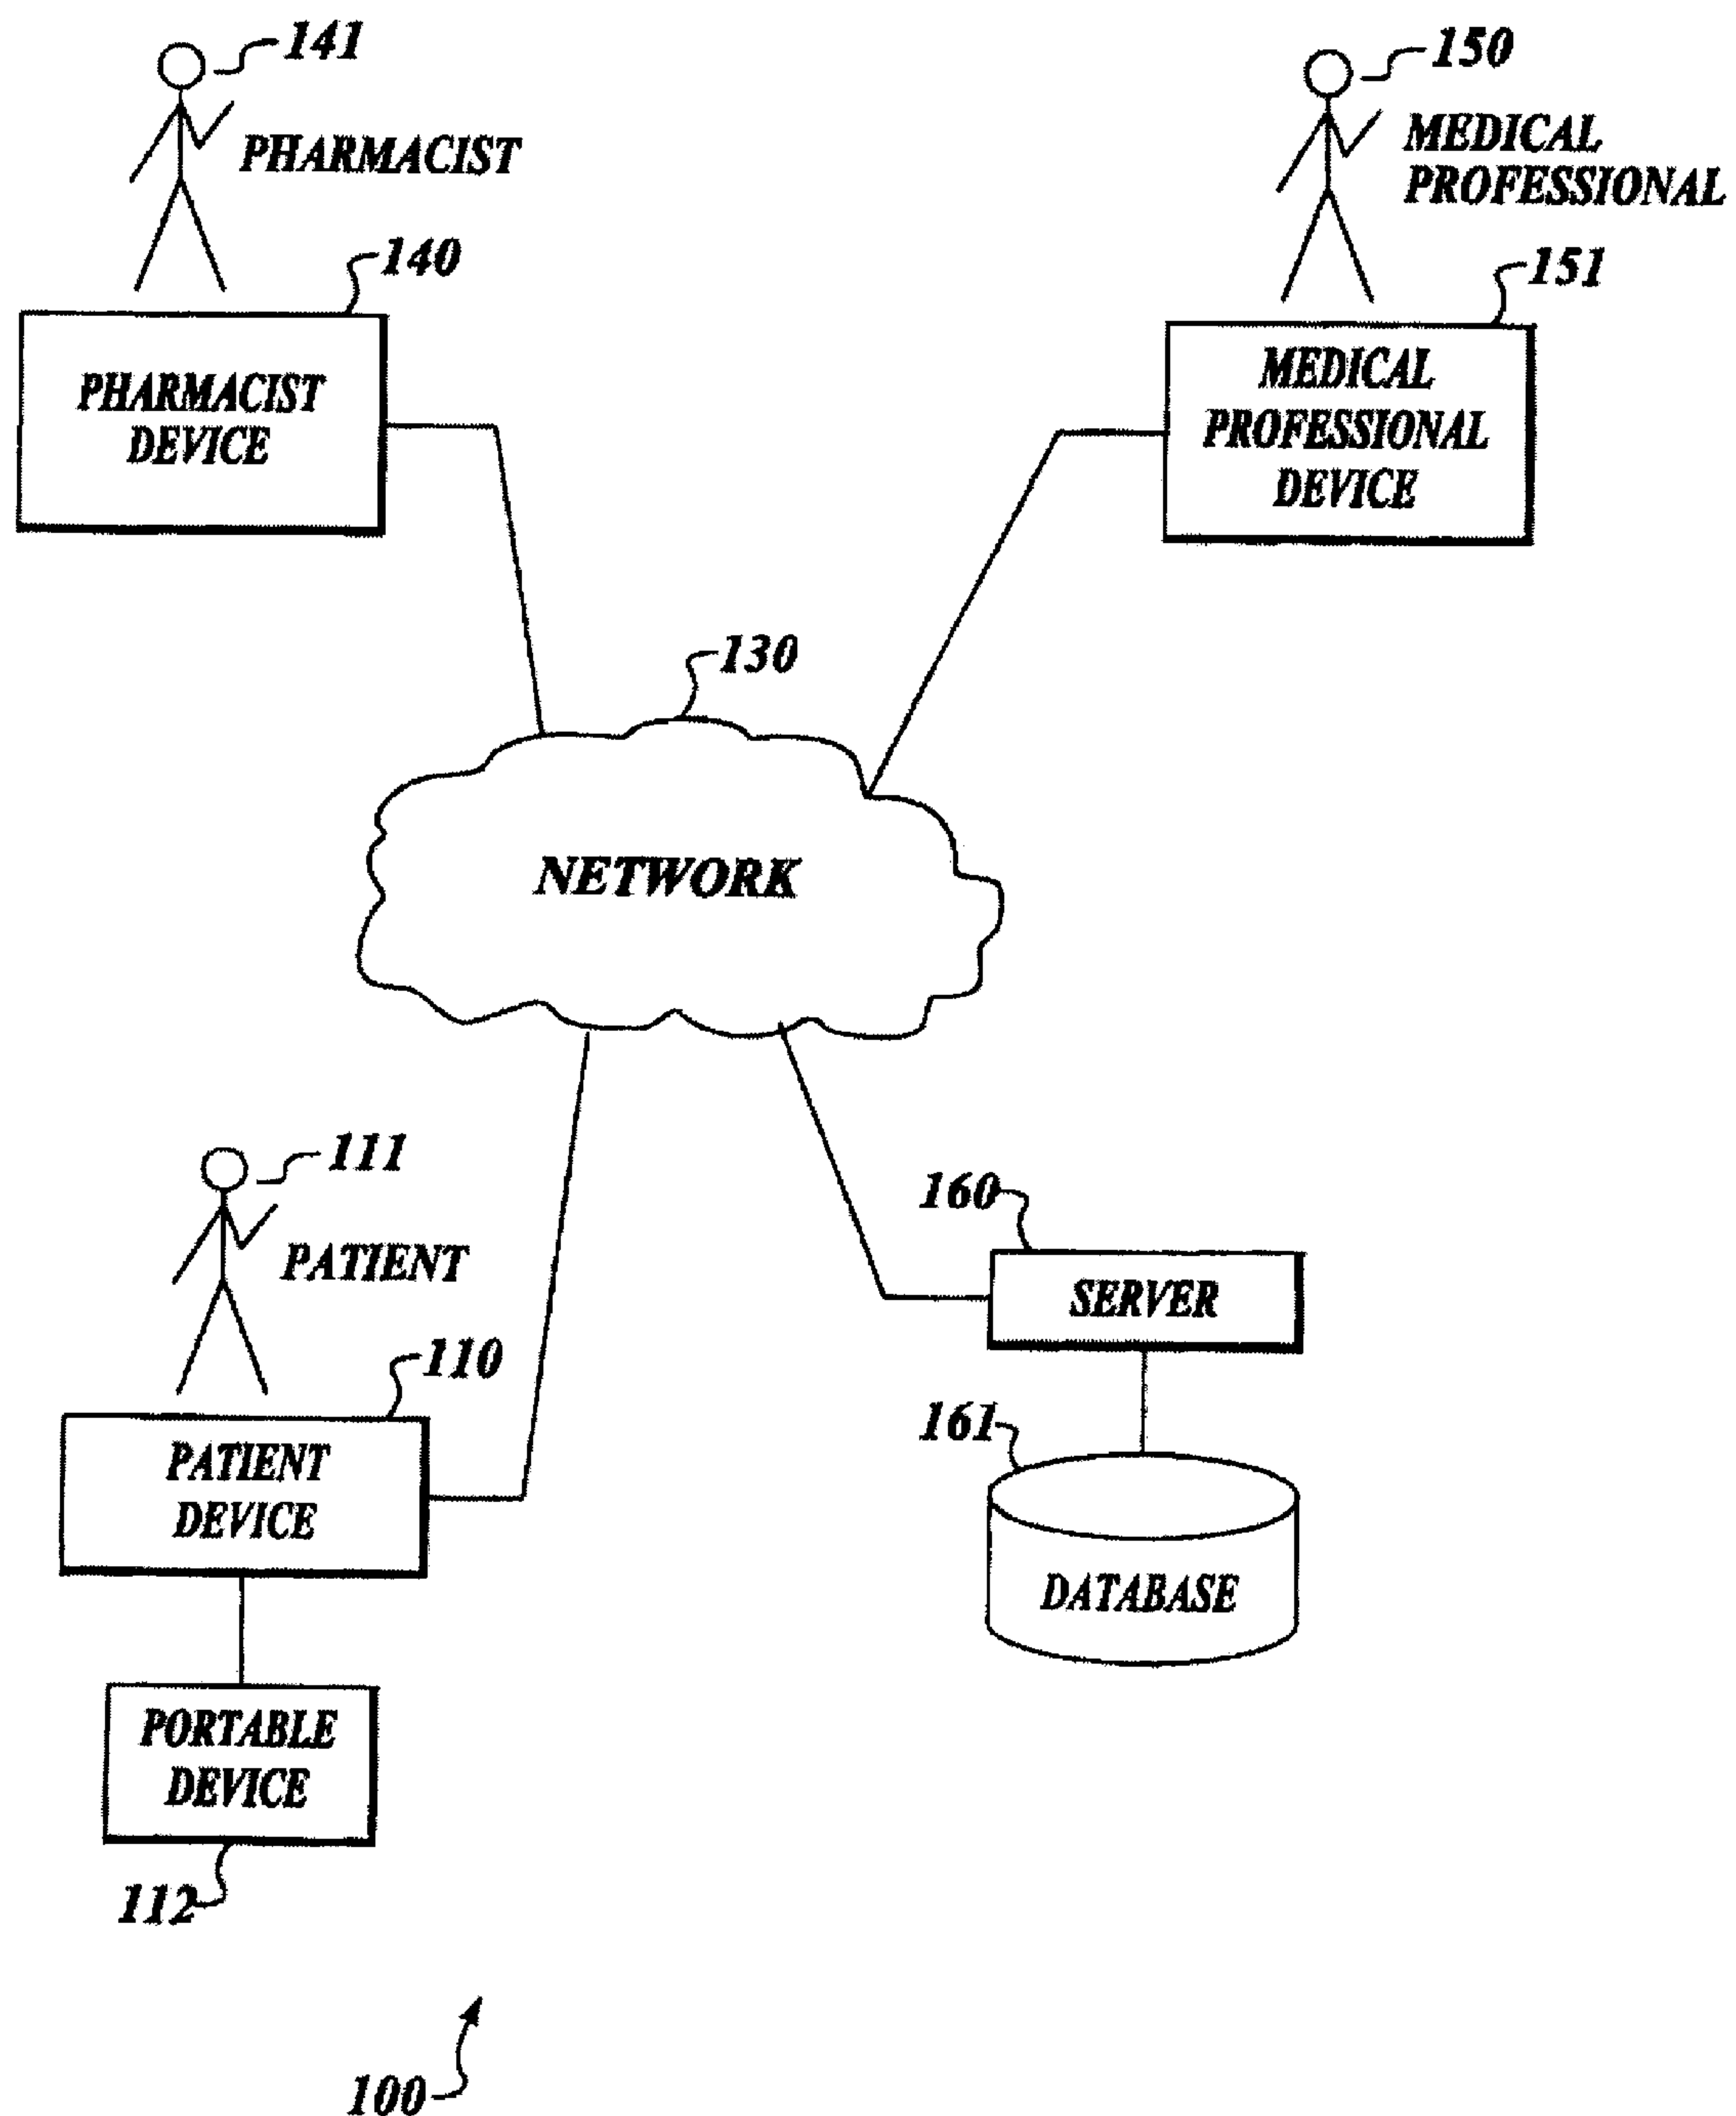 141
PHARMACIST
140
PHARMACIST
DEVICE
150
MEDICAL
PROFESSIONAL
151
MEDICAL
PROFESSIONAL
DEVICE
130
NETWORK
111
PATIENT
110
PATIENT
DEVICE
PORTABLE
DEVICE
112
160
SERVER
161
DATABASE
100